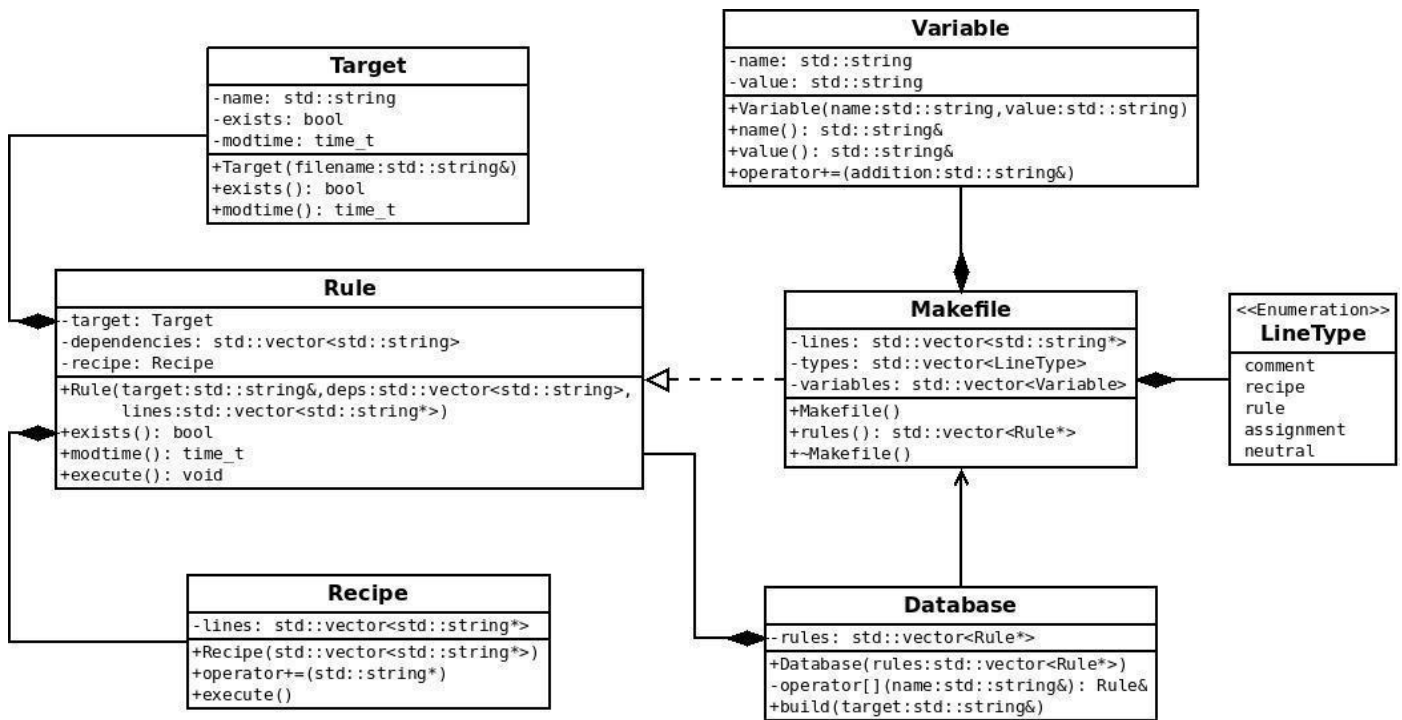 Target
-name: std::string
-exists: bool
-modtime: time_t
+Target(filename:std::string&)
+exists(): bool
+modtime(): time_t
Variable
-name: std::string
-value: std::string
+Variable(name:std::string,value:std::string)
+name(): std::string&
+value(): std::string&
+operator+=(addition:std::string&)
Rule
-target: Target
-dependencies: std::vector<std::string>
-recipe: Recipe
+Rule(target:std::string&,deps:std::vector<std::string>,
lines:std::vector<std::string*>)
+exists(): bool
+modtime(): time_t
+execute(): void
Makefile
-lines: std::vector<std::string*>
-types: std::vector<LineType>
-variables: std::vector<Variable>
+Makefile()
+rules(): std::vector<Rule*>
+~Makefile()
<<Enumeration>>
LineType
comment
recipe
rule
assignment
neutral
Recipe
-lines: std::vector<std::string*>
+Recipe(std::vector<std::string*>)
+operator+=(std::string*)
+execute()
Database
-rules: std::vector<Rule*>
+Database(rules:std::vector<Rule*>)
-operator[](name:std::string&): Rule&
+build(target:std::string&)